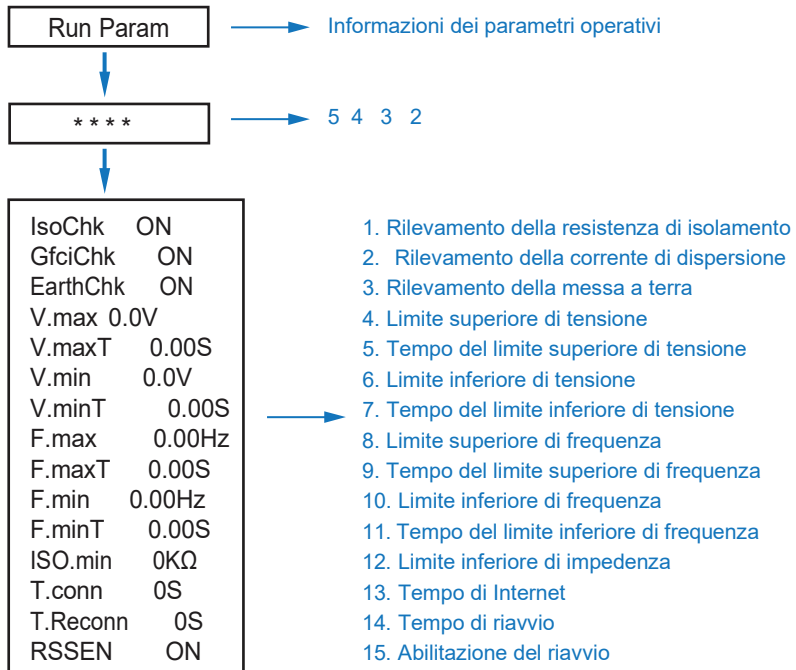 Run Param Informazioni dei parametri operativi
* * * * 5 4 3 2
IsoChk ON 1. Rilevamento della resistenza di isolamento
GfciChk ON 2. Rilevamento della corrente di dispersione
EarthChk ON 3. Rilevamento della messa a terra
V.max 0.0V 4. Limite superiore di tensione
V.maxT 0.00S 5. Tempo del limite superiore di tensione
V.min 0.0V 6. Limite inferiore di tensione
V.minT 0.00S 7. Tempo del limite inferiore di tensione
F.max 0.00Hz 8. Limite superiore di frequenza
F.maxT 0.00S 9. Tempo del limite superiore di frequenza
F.min 0.00Hz 10. Limite inferiore di frequenza
F.minT 0.00S 11. Tempo del limite inferiore di frequenza
ISO.min 0KΩ 12. Limite inferiore di impedenza
T.conn 0S 13. Tempo di Internet
T.Reconn 0S 14. Tempo di riavvio
RSSEN ON 15. Abilitazione del riavvio